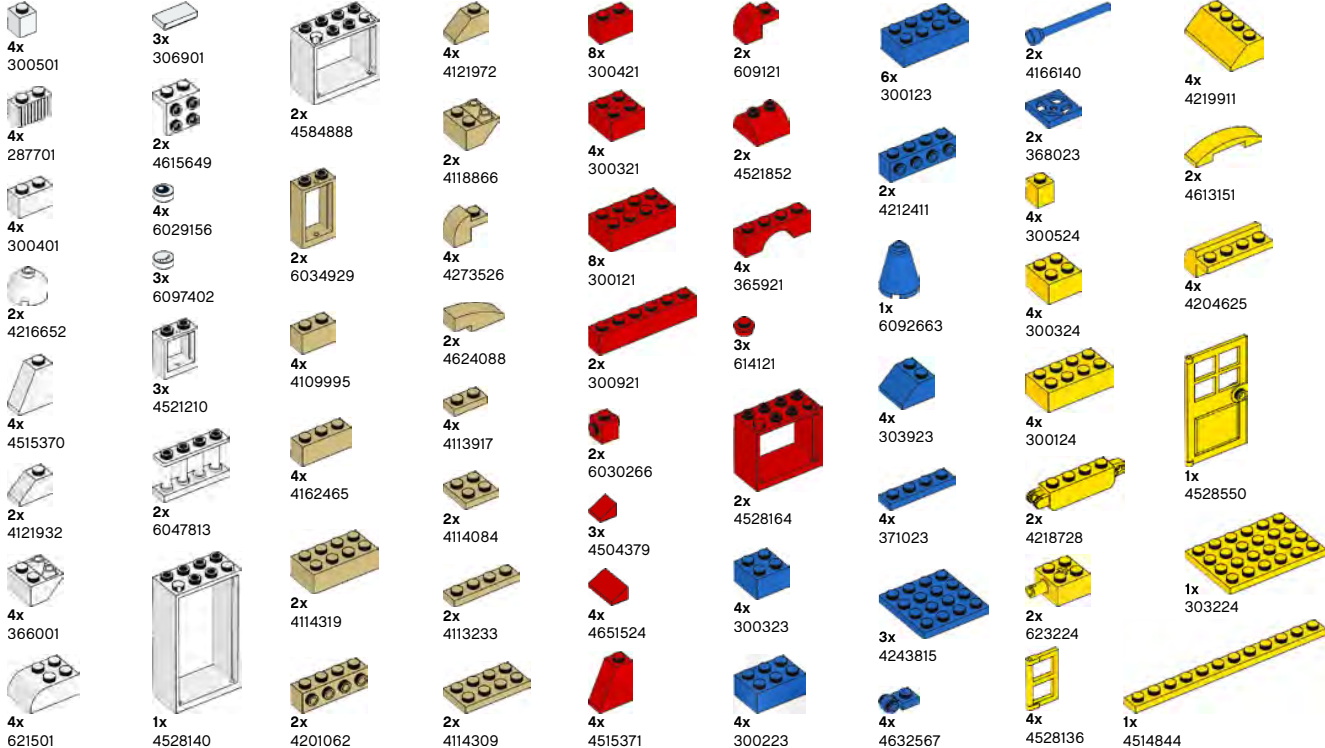 4x
300501
4x
287701
4x
300401
2x
4216652
4x
4515370
2x
4121932
4x
366001
4x
621501
3x
306901
2x
4615649
4x
6029156
3x
6097402
3x
4521210
2x
6047813
1x
4528140
2x
4584888
2x
6034929
4x
4109995
4x
4162465
2x
4114319
2x
4201062
4x
4121972
2x
4118866
4x
4273526
2x
4624088
4x
4113917
2x
4114084
2x
4113233
2x
4114309
8x
300421
4x
300321
8x
300121
2x
300921
2x
6030266
3x
4504379
4x
4651524
4x
4515371
2x
609121
2x
4521852
4x
365921
3x
614121
2x
4528164
4x
300323
4x
300223
6x
300123
2x
4212411
1x
6092663
4x
303923
4x
371023
3x
4243815
4x
4632567
2x
4166140
2x
368023
4x
300524
4x
300324
4x
300124
2x
4218728
2x
623224
4x
4528136
4x
4219911
2x
4613151
4x
4204625
1x
4528550
1x
303224
1x
4514844